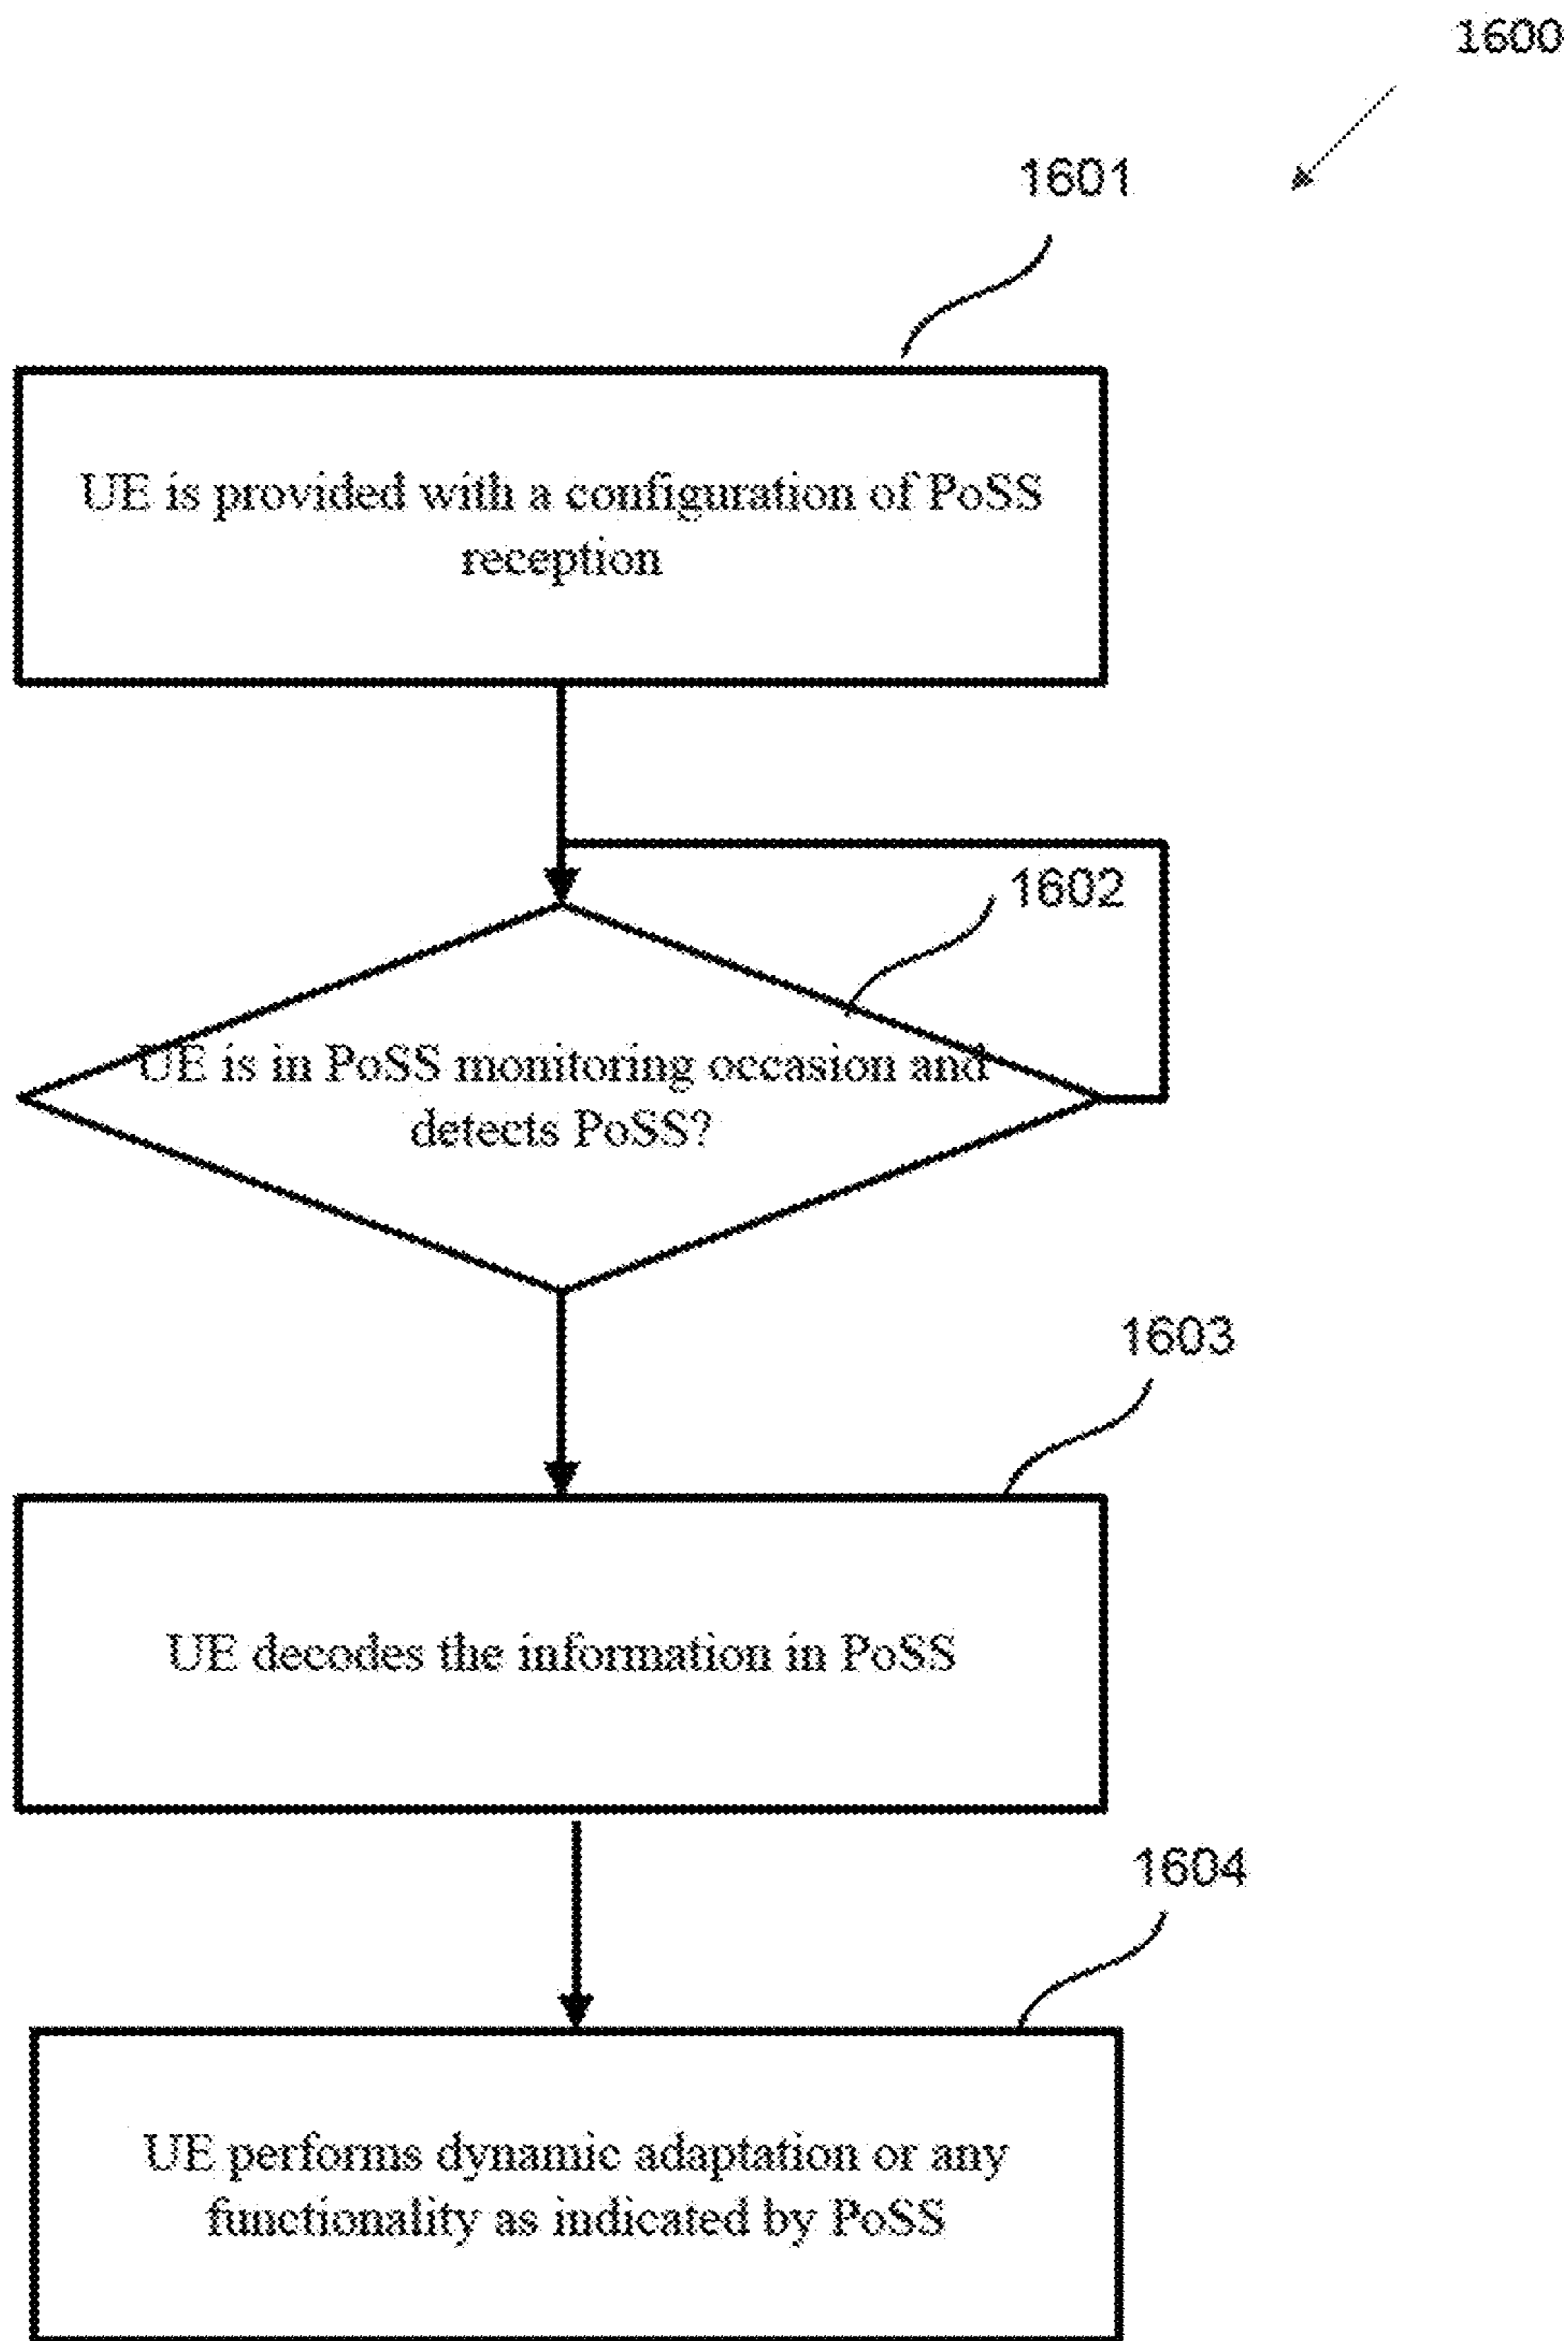 1600
1601
UE is provided with a configuration of PoSS
reception
1602
UE is in PoSS monitoring occasion and
detects PoSS?
1603
UE decodes the information in PoSS
1604
UE performs dynamic adaptation or any
functionality as indicated by PoSS